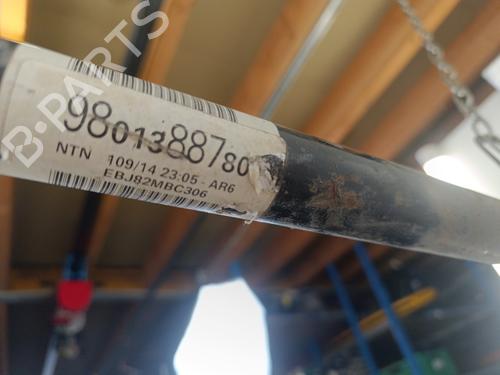 9801388780
NTN 109/14 23:05 - AR6
EBJ82MBC306
B-PARTS